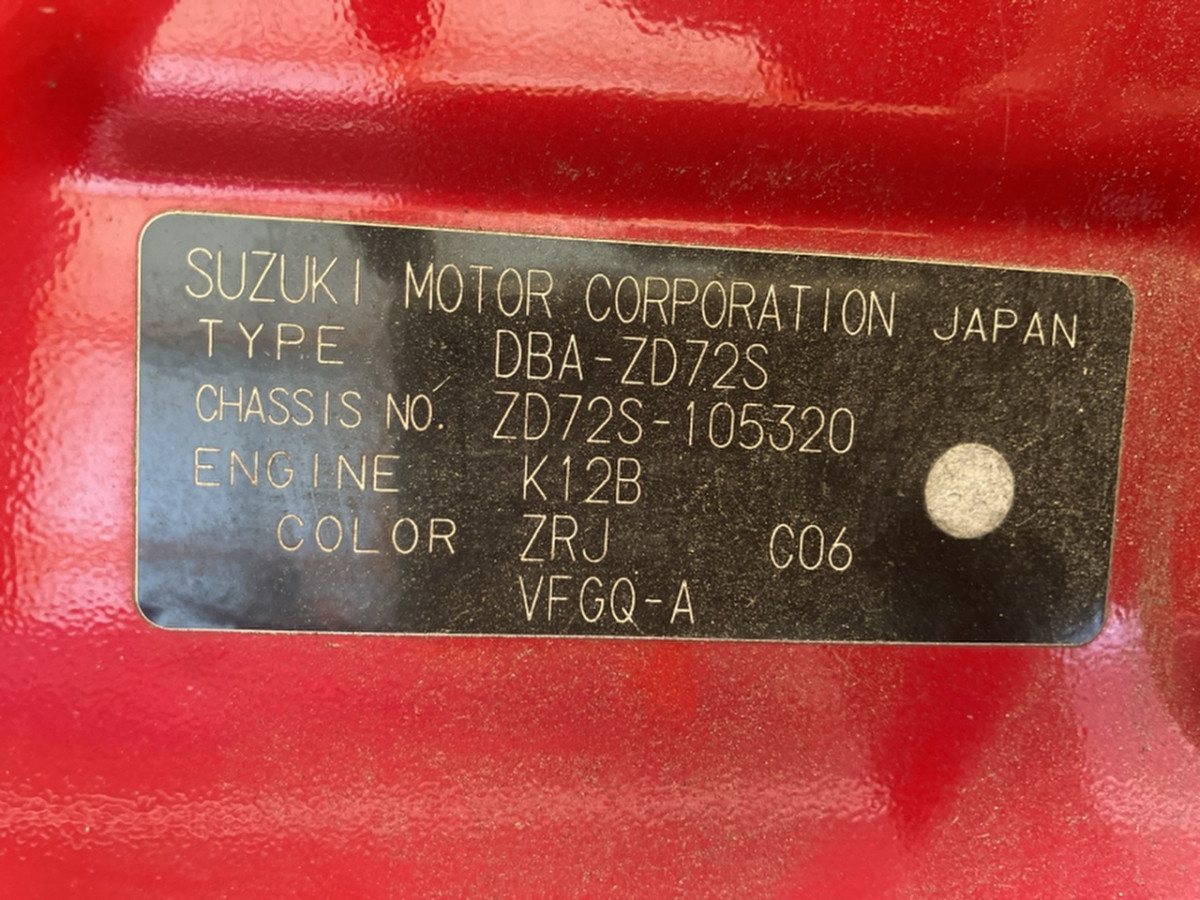 SUZUKI MOTOR CORPORATION JAPAN
TYPE DBA-ZD72S
CHASSIS NO. ZD72S-105320
ENGINE K12B
COLOR ZRJ C06
VFGQ-A